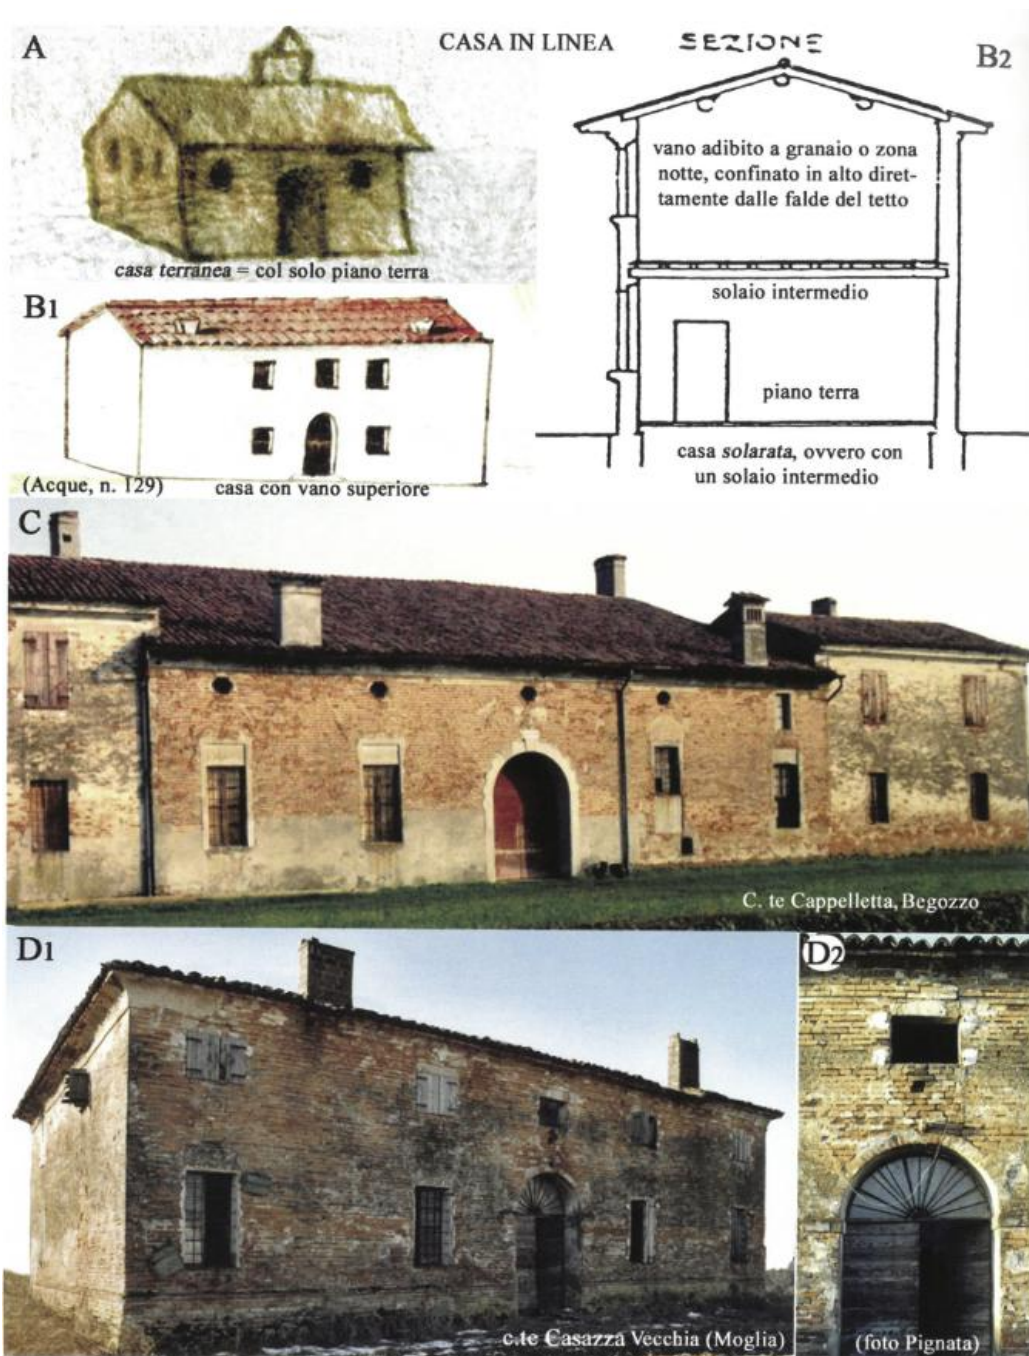 A
CASA IN LINEA
SEZIONE
B2
vano adibito a granaio o zona
notte, confinato in alto diret-
tamente dalle falde del tetto
casa terranea = col solo piano terra
solaio intermedio
B1
piano terra
casa solarata, ovvero con
un solaio intermedio
(Acque, n. 129)
casa con vano superiore
C
C. te Cappelletta, Begozzo
D1
D2
c.te Casazza Vecchia (Moglia)
(foto Pignata)